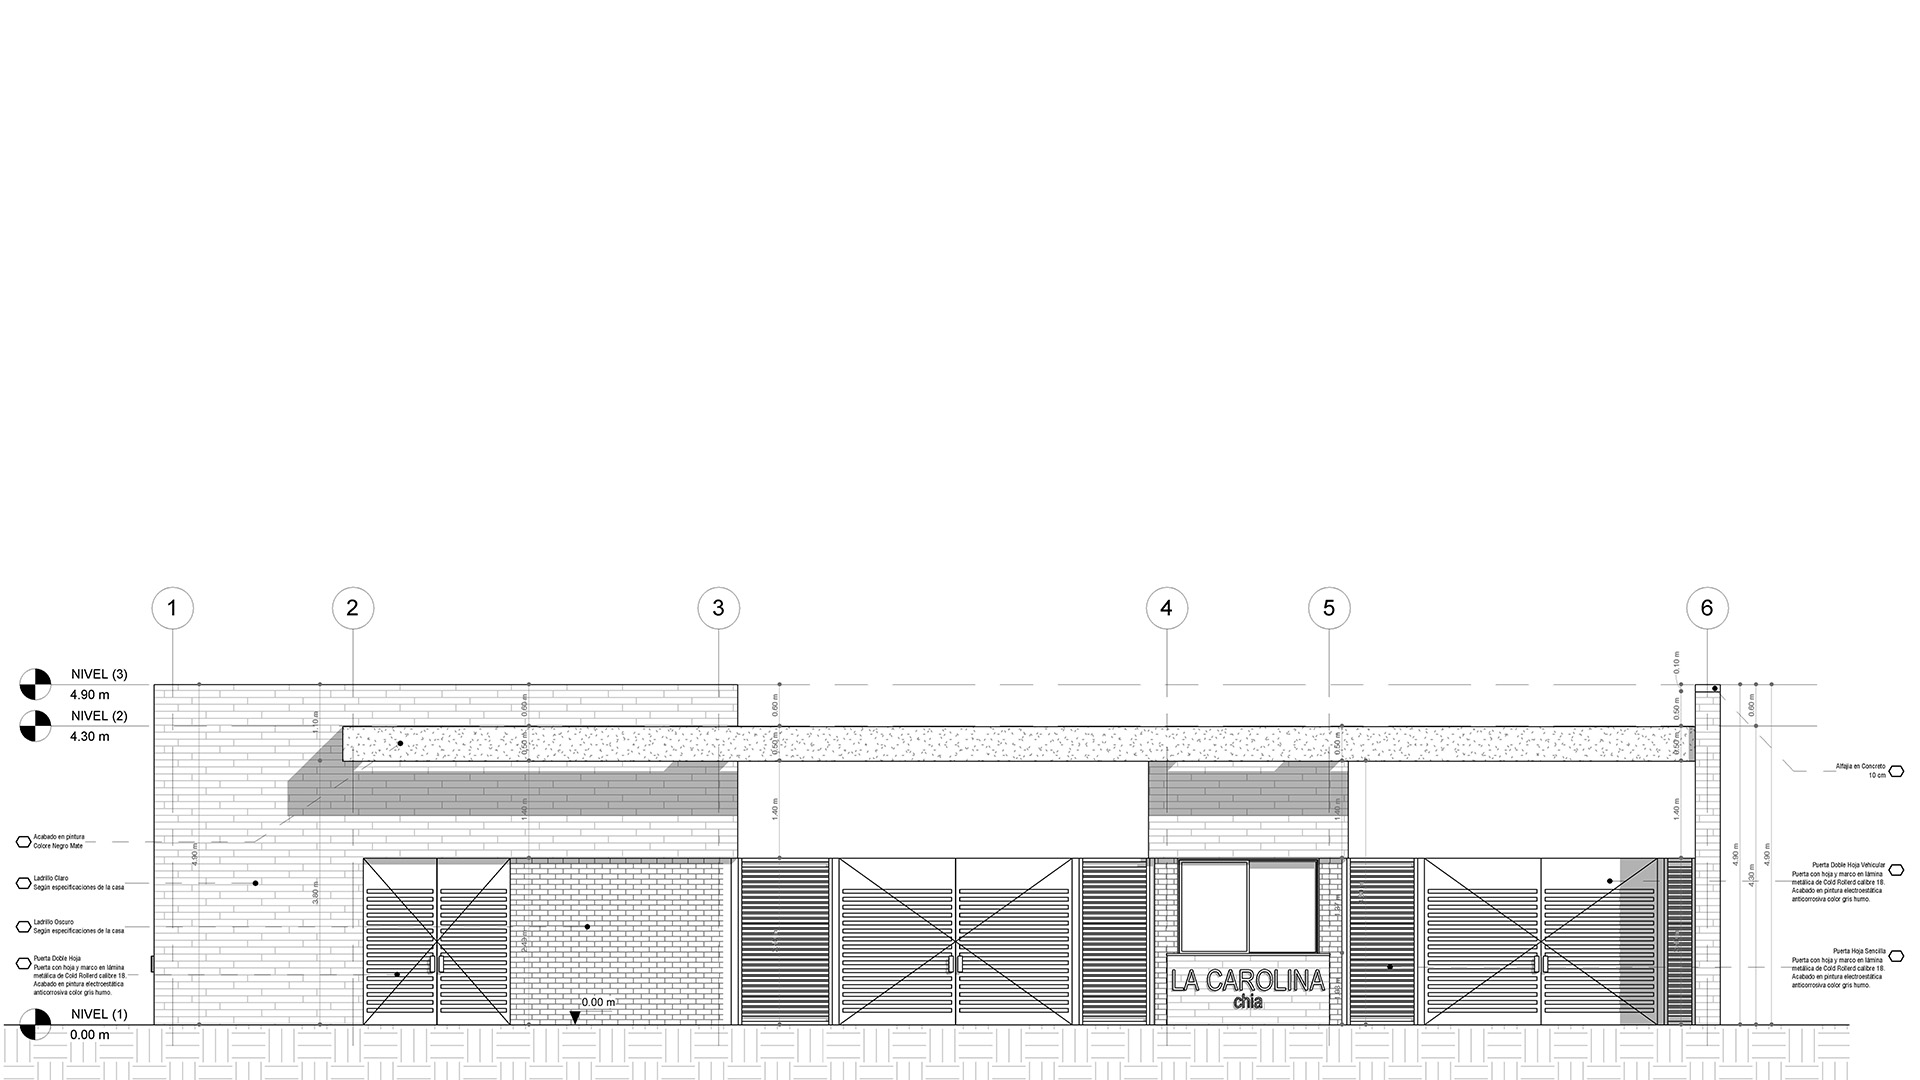 1
2
3
4
5
6
NIVEL (3)
4.90 m
NIVEL (2)
4.30 m
0.10 m
0.50 m
0.60 m
0.60 m
0.60 m
1.10 m
0.50 m
0.50 m
0.50 m
0.50 m
Alfajia en Concreto
10 cm
1.40 m
1.40 m
1.40 m
1.40 m
Acabado en pintura
Colore Negro Mate
4.90 m
4.90 m
4.90 m
4.30 m
3.80 m
Ladrillo Claro
Según especificaciones de la casa
Ladrillo Oscuro
Según especificaciones de la casa
Puerta Doble Hoja
Puerta con hoja y marco en lámina
metálica de Cold Rollerd calibre 18.
Acabado en pintura electroestática
anticorrosiva color gris humo.
Puerta Doble Hoja Vehicular
Puerta con hoja y marco en lámina
metálica de Cold Rollerd calibre 18.
Acabado en pintura electroestática
anticorrosiva color gris humo.
Puerta Hoja Sencilla
Puerta con hoja y marco en lámina
metálica de Cold Rollerd calibre 18.
Acabado en pintura electroestática
anticorrosiva color gris humo.
LA CAROLINA
chia
0.00 m
NIVEL (1)
0.00 m